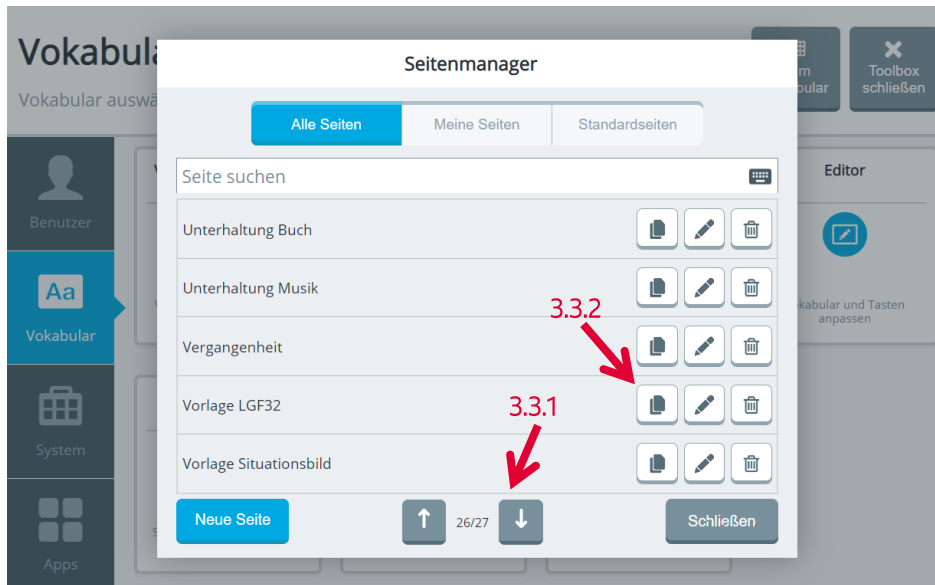 Vokabul
Vokabular auswä
Toolbox
schließen
Seitenmanager
Alle Seiten
Meine Seiten
Standardseiten
Seite suchen
Editor
Benutzer
Unterhaltung Buch
Aa
Vokabular
Unterhaltung Musik
3.3.2
und Tasten
anpassen
Vergangenheit
Vorlage LGF32
3.3.1
System
Vorlage Situationsbild
Neue Seite
26/27
Schließen
Apps